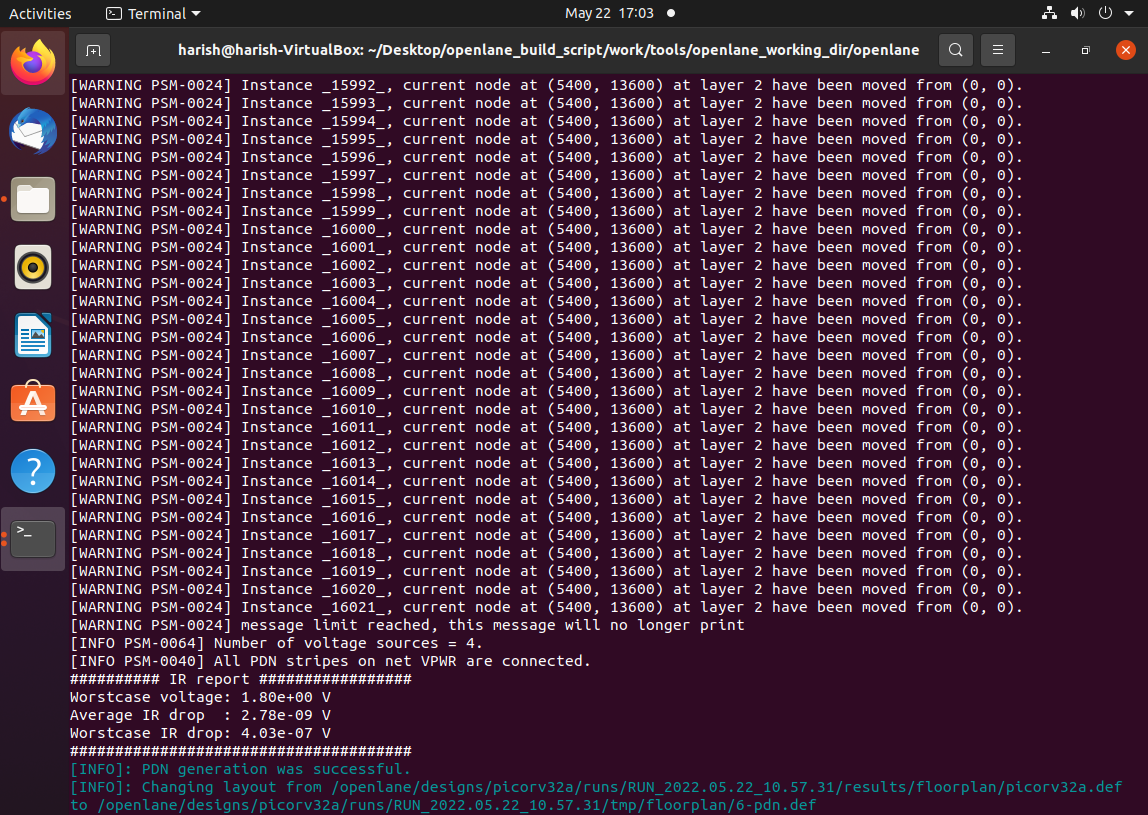 Activities
Terminal
May 22 17:03
harish@harish-VirtualBox: ~/Desktop/openlane_build_script/work/tools/openlane_working_dir/openlane
[WARNING PSM-0024] Instance _15992_, current node at (5400, 13600) at layer 2 have been moved from (0, 0).
[WARNING PSM-0024] Instance _15993_, current node at (5400, 13600) at layer 2 have been moved from (0, 0).
[WARNING PSM-0024] Instance _15994_, current node at (5400, 13600) at layer 2 have been moved from (0, 0).
[WARNING PSM-0024] Instance _15995_, current node at (5400, 13600) at layer 2 have been moved from (0, 0).
[WARNING PSM-0024] Instance _15996_, current node at (5400, 13600) at layer 2 have been moved from (0, 0).
[WARNING PSM-0024] Instance _15997_, current node at (5400, 13600) at layer 2 have been moved from (0, 0).
[WARNING PSM-0024] Instance _15998_, current node at (5400, 13600) at layer 2 have been moved from (0, 0).
[WARNING PSM-0024] Instance _15999_, current node at (5400, 13600) at layer 2 have been moved from (0, 0).
[WARNING PSM-0024] Instance _16000_, current node at (5400, 13600) at layer 2 have been moved from (0, 0).
[WARNING PSM-0024] Instance _16001_, current node at (5400, 13600) at layer 2 have been moved from (0, 0).
[WARNING PSM-0024] Instance _16002_, current node at (5400, 13600) at layer 2 have been moved from (0, 0).
[WARNING PSM-0024] Instance _16003_, current node at (5400, 13600) at layer 2 have been moved from (0, 0).
[WARNING PSM-0024] Instance _16004_, current node at (5400, 13600) at layer 2 have been moved from (0, 0).
[WARNING PSM-0024] Instance _16005_, current node at (5400, 13600) at layer 2 have been moved from (0, 0).
[WARNING PSM-0024] Instance _16006_, current node at (5400, 13600) at layer 2 have been moved from (0, 0).
[WARNING PSM-0024] Instance _16007_, current node at (5400, 13600) at layer 2 have been moved from (0, 0).
[WARNING PSM-0024] Instance _16008_, current node at (5400, 13600) at layer 2 have been moved from (0, 0).
[WARNING PSM-0024] Instance _16009_, current node at (5400, 13600) at layer 2 have been moved from (0, 0).
[WARNING PSM-0024] Instance _16010_, current node at (5400, 13600) at layer 2 have been moved from (0, 0).
[WARNING PSM-0024] Instance _16011_, current node at (5400, 13600) at layer 2 have been moved from (0, 0).
[WARNING PSM-0024] Instance _16012_, current node at (5400, 13600) at layer 2 have been moved from (0, 0).
[WARNING PSM-0024] Instance _16013_, current node at (5400, 13600) at layer 2 have been moved from (0, 0).
[WARNING PSM-0024] Instance _16014_, current node at (5400, 13600) at layer 2 have been moved from (0, 0).
[WARNING PSM-0024] Instance _16015_, current node at (5400, 13600) at layer 2 have been moved from (0, 0).
[WARNING PSM-0024] Instance _16016_, current node at (5400, 13600) at layer 2 have been moved from (0, 0).
[WARNING PSM-0024] Instance _16017_, current node at (5400, 13600) at layer 2 have been moved from (0, 0).
[WARNING PSM-0024] Instance _16018_, current node at (5400, 13600) at layer 2 have been moved from (0, 0).
[WARNING PSM-0024] Instance _16019_, current node at (5400, 13600) at layer 2 have been moved from (0, 0).
[WARNING PSM-0024] Instance _16020_, current node at (5400, 13600) at layer 2 have been moved from (0, 0).
[WARNING PSM-0024] Instance _16021_, current node at (5400, 13600) at layer 2 have been moved from (0, 0).
[WARNING PSM-0024] message limit reached, this message will no longer print
[INFO PSM-0064] Number of voltage sources = 4.
[INFO PSM-0040] All PDN stripes on net VPWR are connected.
########## IR report #################
Worstcase voltage: 1.80e+00 V
Average IR drop  : 2.78e-09 V
Worstcase IR drop: 4.03e-07 V
######################################
[INFO]: PDN generation was successful.
[INFO]: Changing layout from /openlane/designs/picorv32a/runs/RUN_2022.05.22_10.57.31/results/floorplan/picorv32a.def
to /openlane/designs/picorv32a/runs/RUN_2022.05.22_10.57.31/tmp/floorplan/6-pdn.def